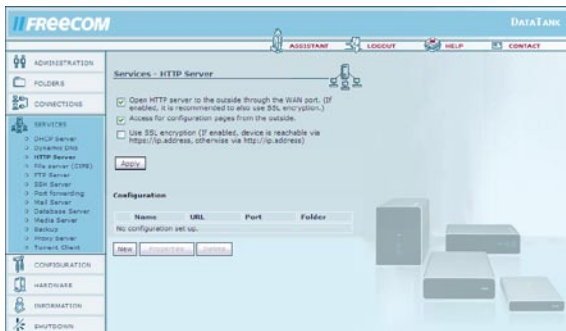 FREECOM
DATATANK
ASSISTANT
LOGOUT
HELP
CONTACT
ADMINISTRATION
FOLDERS
CONNECTIONS
SERVICES
DHCP Server
Dynamic DNS
HTTP Server
File server (CIFS)
FTP Server
SSH Server
Port forwarding
Mail Server
Database Server
Media Server
Backup
Proxy Server
Torrent Client
CONFIGURATION
HARDWARE
INFORMATION
SHUTDOWN
Services - HTTP Server
Open HTTP server to the outside through the WAN port. (If
enabled, it is recommended to also use SSL encryption.)
Access for configuration pages from the outside.
Use SSL encryption (If enabled, device is reachable via
https://ip.address, otherwise via http://ip.address)
Apply
Configuration
Name URL Port Folder
No configuration set up.
New Properties Delete